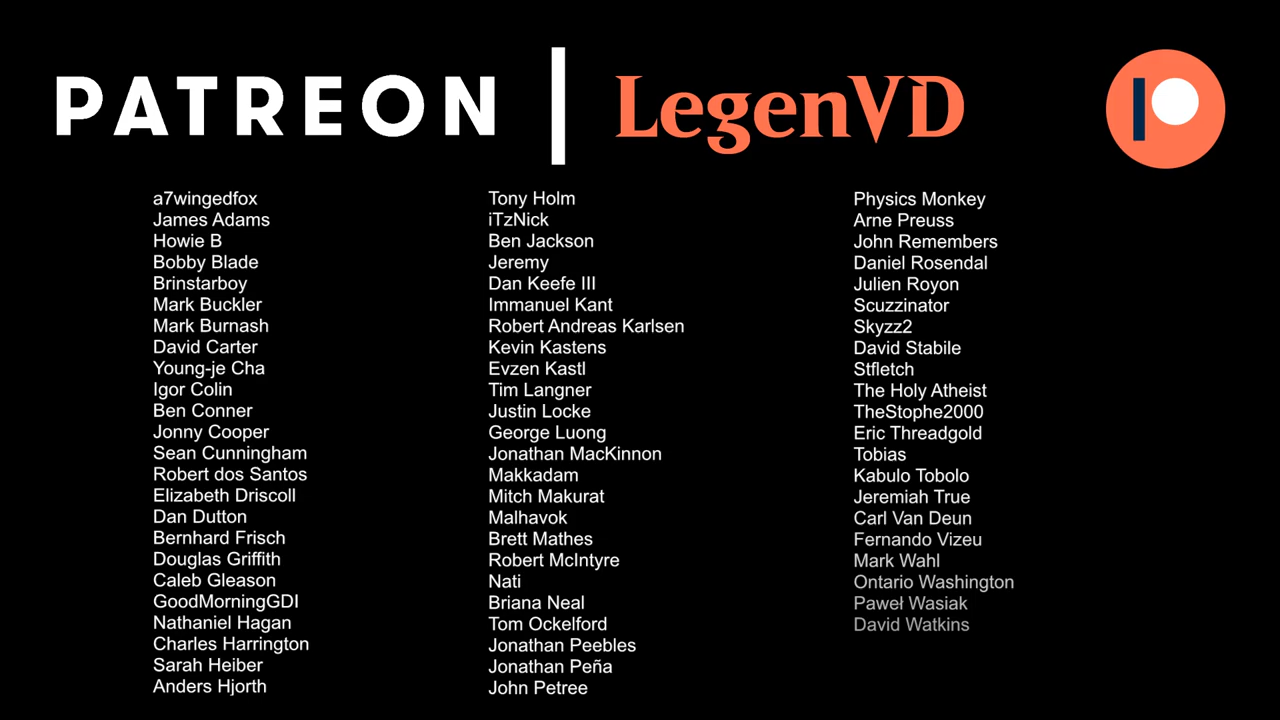 PATREON | LegenVD
a7wingedfox
James Adams
Howie B
Bobby Blade
Brinstarboy
Mark Buckler
Mark Burnash
David Carter
Young-je Cha
Igor Colin
Ben Conner
Jonny Cooper
Sean Cunningham
Robert dos Santos
Elizabeth Driscoll
Dan Dutton
Bernhard Frisch
Douglas Griffith
Caleb Gleason
GoodMorningGDI
Nathaniel Hagan
Charles Harrington
Sarah Heiber
Anders Hjorth
Tony Holm
iTzNick
Ben Jackson
Jeremy
Dan Keefe III
Immanuel Kant
Robert Andreas Karlsen
Kevin Kastens
Evzen Kastl
Tim Langner
Justin Locke
George Luong
Jonathan MacKinnon
Makkadam
Mitch Makurat
Malhavok
Brett Mathes
Robert McIntyre
Nati
Briana Neal
Tom Ockelford
Jonathan Peebles
Jonathan Peña
John Petree
Physics Monkey
Arne Preuss
John Remembers
Daniel Rosendal
Julien Royon
Scuzzinator
Skyzz2
David Stabile
Stfletch
The Holy Atheist
TheStophe2000
Eric Threadgold
Tobias
Kabulo Tobolo
Jeremiah True
Carl Van Deun
Fernando Vizeu
Mark Wahl
Ontario Washington
Paweł Wasiak
David Watkins